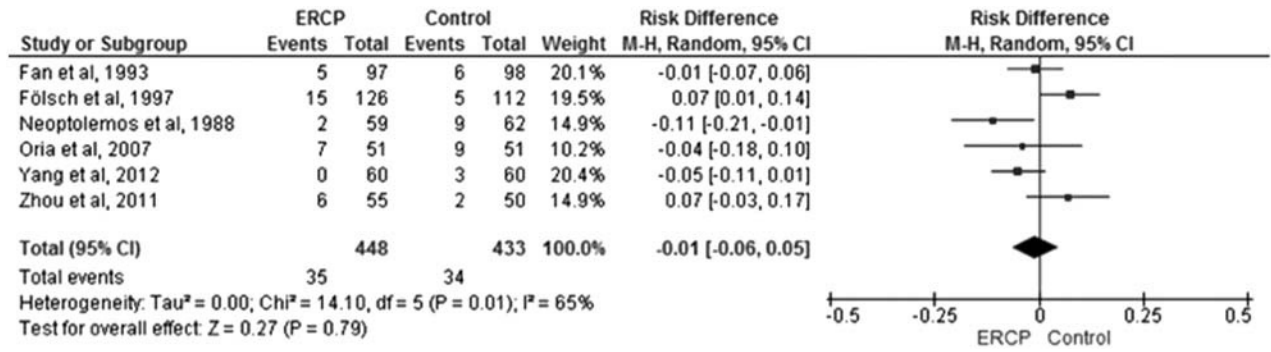 ERCP Control Risk Difference Risk Difference
Study or Subgroup Events Total Events Total Weight M-H, Random, 95% CI M-H, Random, 95% CI
Fan et al, 1993 5 97 6 98 20.1% -0.01 [-0.07, 0.06]
Fölsch et al, 1997 15 126 5 112 19.5% 0.07 [0.01, 0.14]
Neoptolemos et al, 1988 2 59 9 62 14.9% -0.11 [-0.21, -0.01]
Oria et al, 2007 7 51 9 51 10.2% -0.04 [-0.18, 0.10]
Yang et al, 2012 0 60 3 60 20.4% -0.05 [-0.11, 0.01]
Zhou et al, 2011 6 55 2 50 14.9% 0.07 [-0.03, 0.17]
Total (95% CI) 448 433 100.0% -0.01 [-0.06, 0.05]
Total events 35 34
Heterogeneity: Tau² = 0.00; Chi² = 14.10, df = 5 (P = 0.01); I² = 65%
Test for overall effect: Z = 0.27 (P = 0.79)
-0.5 -0.25 0 0.25 0.5
ERCP Control